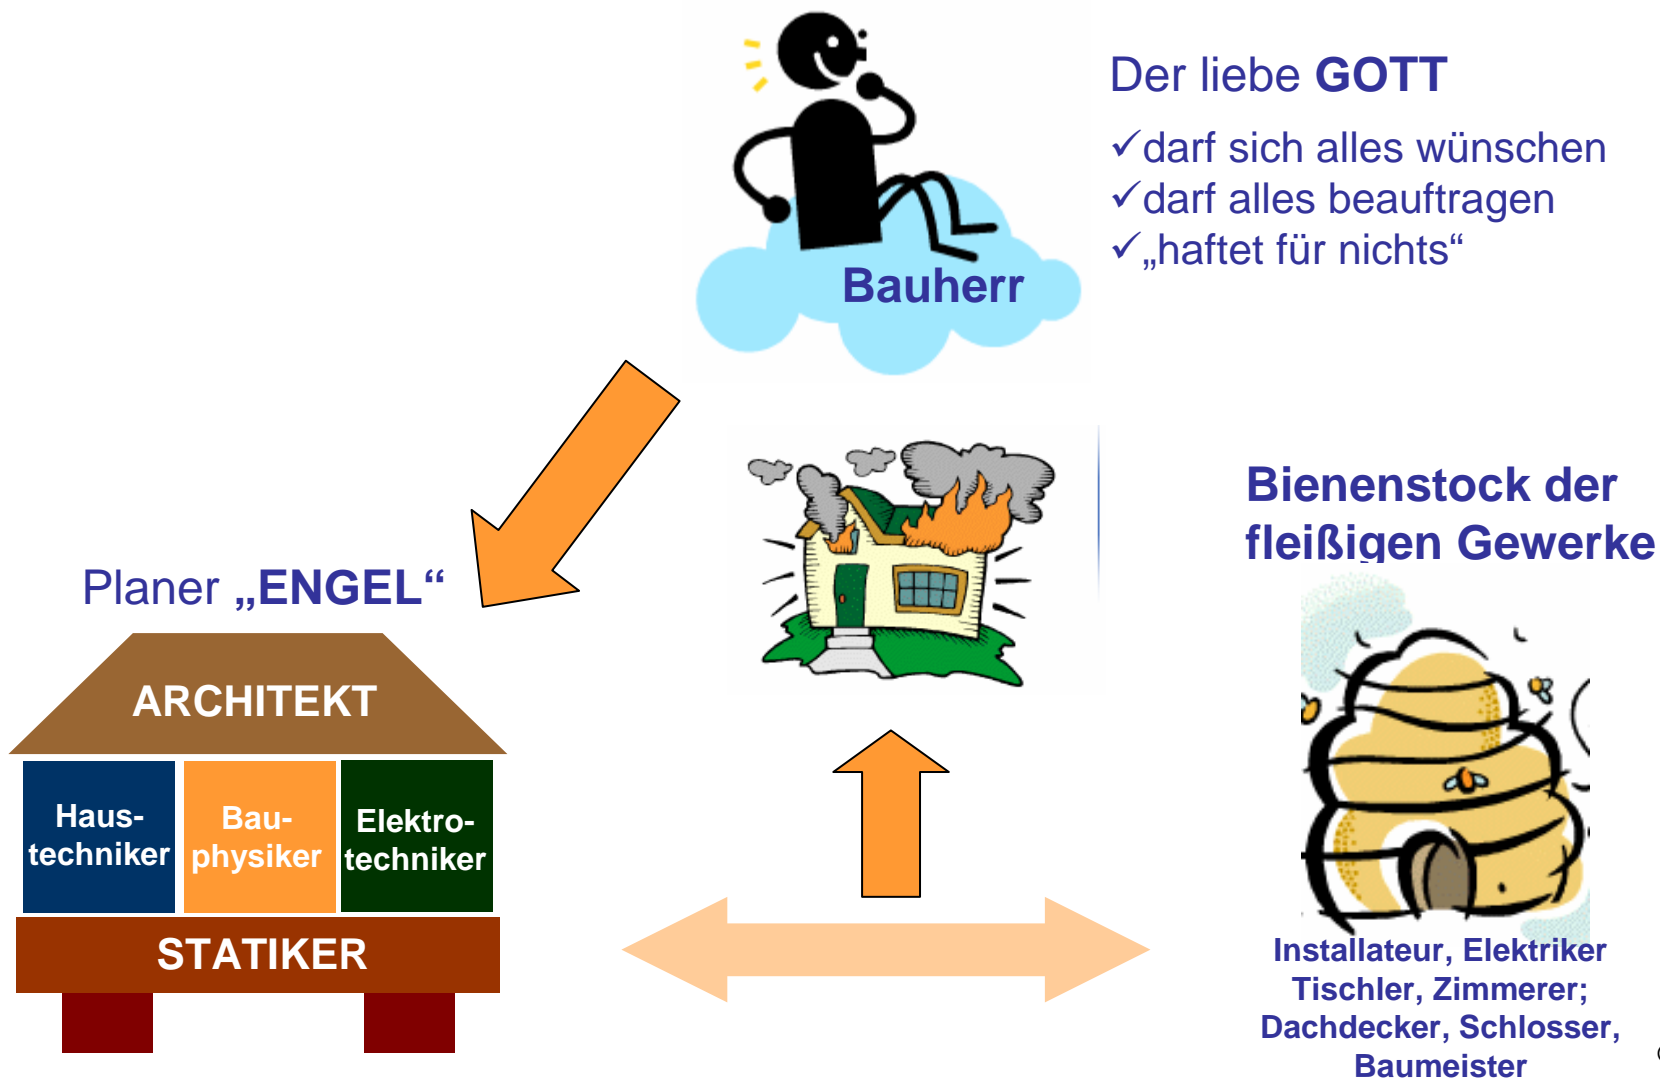 Der liebe GOTT
✓darf sich alles wünschen
✓darf alles beauftragen
✓„haftet für nichts“
Bauherr
Bienenstock der
fleißigen Gewerke
Planer „ENGEL“
ARCHITEKT
Haus-
techniker
Bau-
physiker
Elektro-
techniker
STATIKER
Installateur, Elektriker
Tischler, Zimmerer;
Dachdecker, Schlosser,
Baumeister